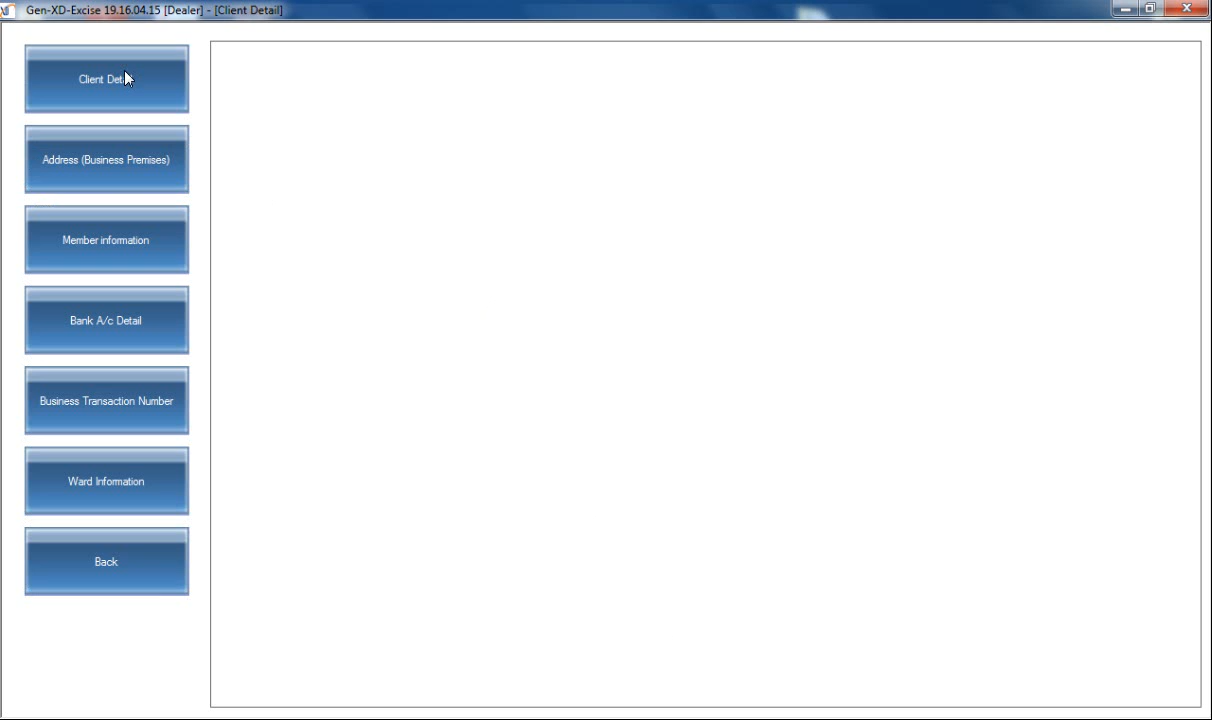 Gen-XD-Excise 19.16.04.15 [Dealer] - [Client Detail]
Client
Address (Business Premises)
Member information
Bank A/c Detail
Business Transaction Number
Ward Information
Back